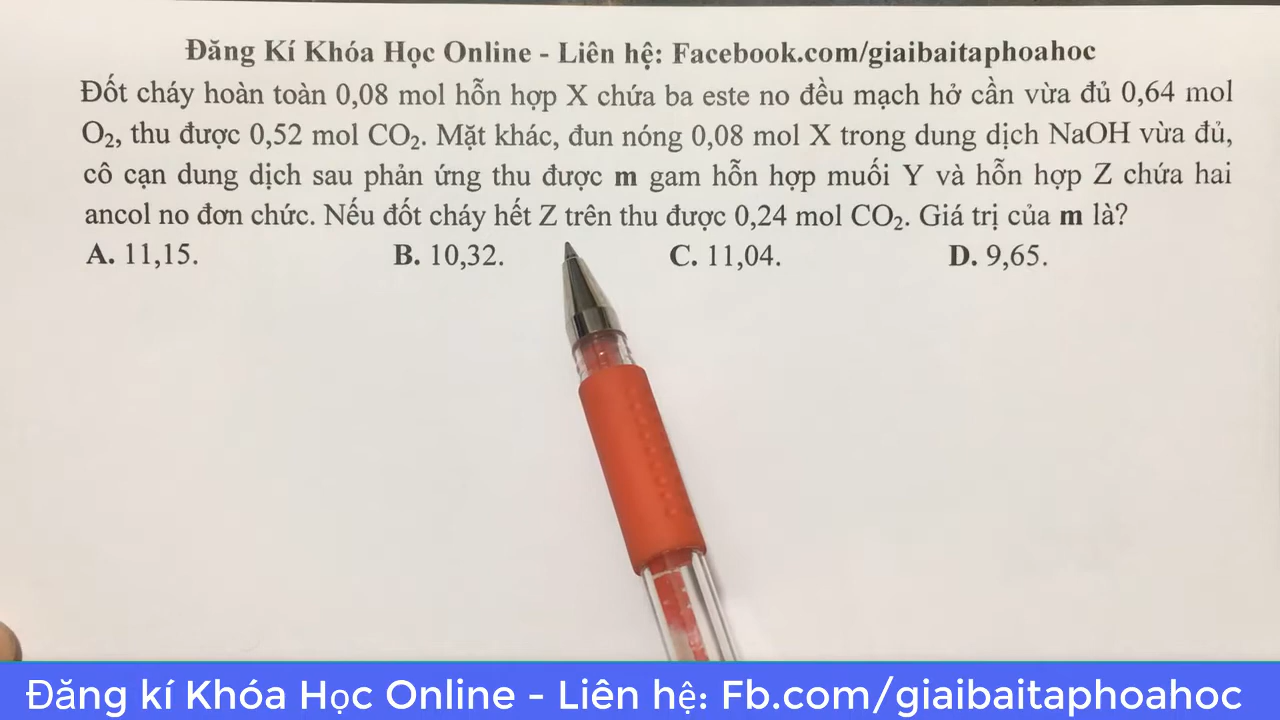 Đăng Kí Khóa Học Online - Liên hệ: Facebook.com/giaibaitaphoahoc
Đốt cháy hoàn toàn 0,08 mol hỗn hợp X chứa ba este no đều mạch hở cần vừa đủ 0,64 mol
O₂, thu được 0,52 mol CO₂. Mặt khác, đun nóng 0,08 mol X trong dung dịch NaOH vừa đủ,
cô cạn dung dịch sau phản ứng thu được m gam hỗn hợp muối Y và hỗn hợp Z chứa hai
ancol no đơn chức. Nếu đốt cháy hết Z trên thu được 0,24 mol CO₂. Giá trị của m là?
A. 11,15. B. 10,32. C. 11,04. D. 9,65.
Đăng kí Khóa Học Online - Liên hệ: Fb.com/giaibaitaphoahoc